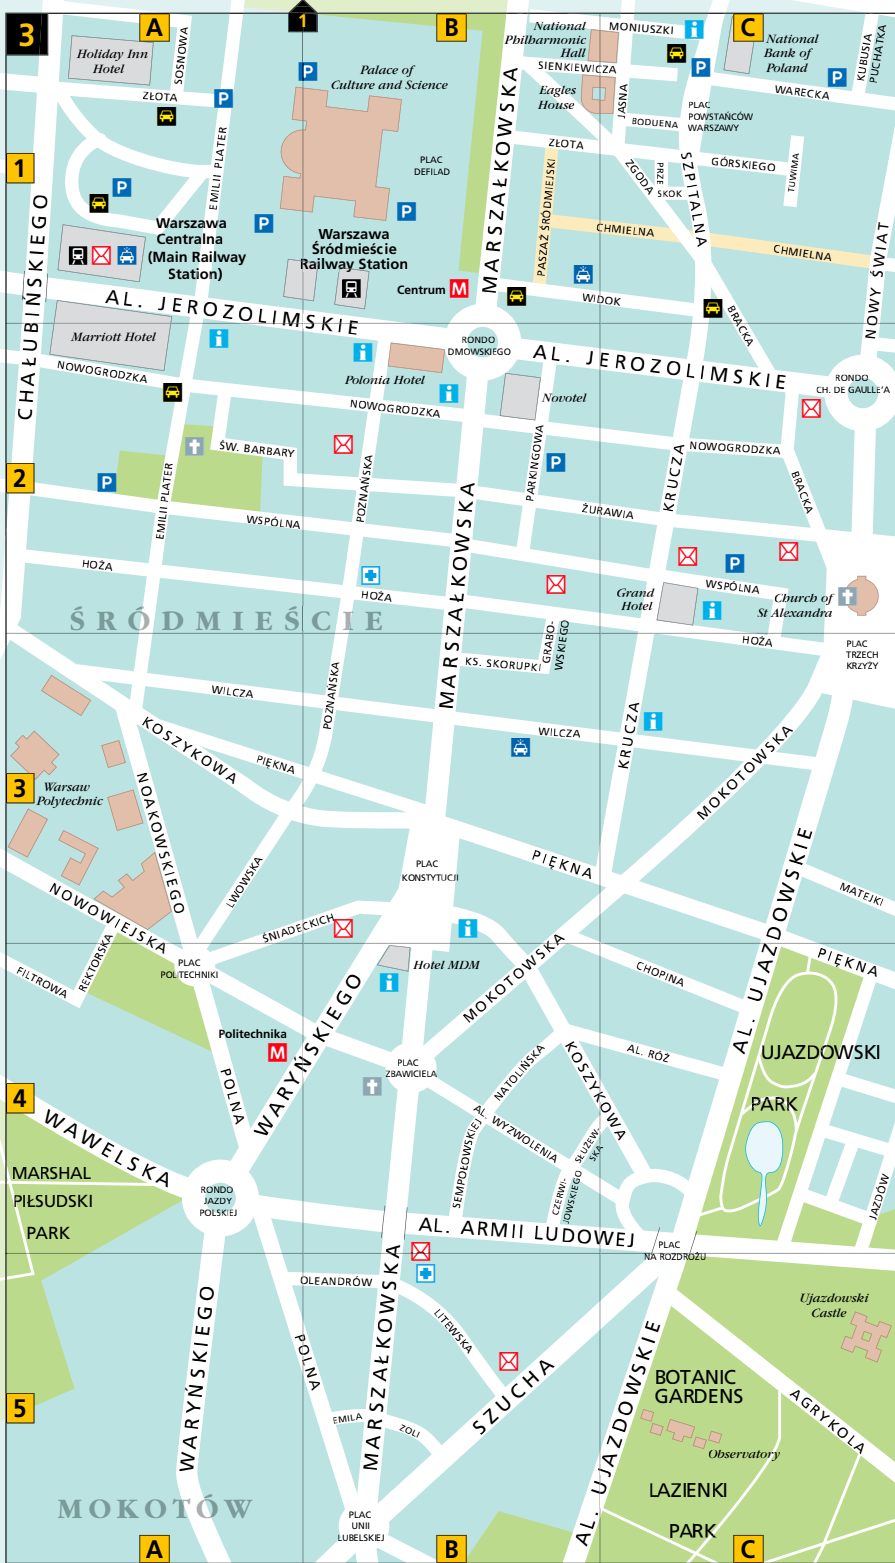 3
A
1
B
C
Holiday Inn
Hotel
SOSNOWA
Palace of
Culture and Science
National
Philharmonic
Hall
MONIUSZKI
i
National
Bank of
Poland
KUBUSIA
PUCHATKA
P
P
P
P
SIENKIEWICZA
Eagles
House
JASNA
WARECKA
ZŁOTA
PLAC
POWSTAŃCÓW
WARSZAWY
BODUENA
EMILII PLATER
MARSZAŁKOWSKA
ZŁOTA
1
PLAC
DEFILAD
ZGODA
PRZE
SKOK
SZPITALNA
GÓRSKIEGO
TUWIMA
P
P
P
PASAŻ ŚRÓDMIEJSKI
CHMIELNA
CHMIELNA
CHAŁUBIŃSKIEGO
Warszawa
Centralna
(Main Railway
Station)
Warszawa
Śródmieście
Railway Station
NOWY ŚWIAT
Centrum
M
WIDOK
BRACKA
AL. JEROZOLIMSKIE
Marriott Hotel
i
i
Polonia Hotel
RONDO
DMOWSKIEGO
AL. JEROZOLIMSKIE
RONDO
CH. DE GAULLE'A
NOWOGRODZKA
i
Novotel
NOWOGRODZKA
ŚW. BARBARY
NOWOGRODZKA
2
P
P
EMILII PLATER
POZNAŃSKA
PARKINGOWA
KRUCZA
BRACKA
WSPÓLNA
ŻURAWIA
MARSZAŁKOWSKA
HOŻA
HOŻA
P
WSPÓLNA
Grand
Hotel
i
Church of
St Alexandra
ŚRÓDMIEŚCIE
GRABO-
WSKIEGO
HOŻA
PLAC
TRZECH
KRZYŻY
KS. SKORUPKI
WILCZA
POZNAŃSKA
WILCZA
KRUCZA
i
KOSZYKOWA
PIĘKNA
MOKOTOWSKA
3
Warsaw
Polytechnic
NOAKOWSKIEGO
LWOWSKA
PLAC
KONSTYTUCJI
PIĘKNA
AL. UJAZDOWSKIE
MATEJKI
NOWOWIEJSKA
ŚNIADECKICH
i
REKTORSKA
FILTROWA
PLAC
POLITECHNIKI
Hotel MDM
i
MOKOTOWSKA
CHOPINA
PIĘKNA
WARYŃSKIEGO
Politechnika
M
UJAZDOWSKI
PARK
PLAC
ZBAWICIELA
NATOLIŃSKA
KOSZYKOWA
AL. RÓŻ
4
POLNA
WAWELSKA
AL. WYZWOLENIA
SEMPOŁOWSKIEJ
SŁUŻEW-
SKA
CZERWI-
JOWSKIEGO
JAZDÓW
MARSHAL
PIŁSUDSKI
PARK
RONDO
JAZDY
POLSKIEJ
AL. ARMII LUDOWEJ
PLAC
NA ROZDROŻU
OLEANDRÓW
MARSZAŁKOWSKA
LITEWSKA
Ujazdowski
Castle
WARYŃSKIEGO
POLNA
SZUCHA
AL. UJAZDOWSKIE
BOTANIC
GARDENS
AGRYKOLA
5
EMILA
ZOLI
Observatory
LAZIENKI
PARK
MOKOTÓW
PLAC
UNII
LUBELSKIEJ
A
B
C